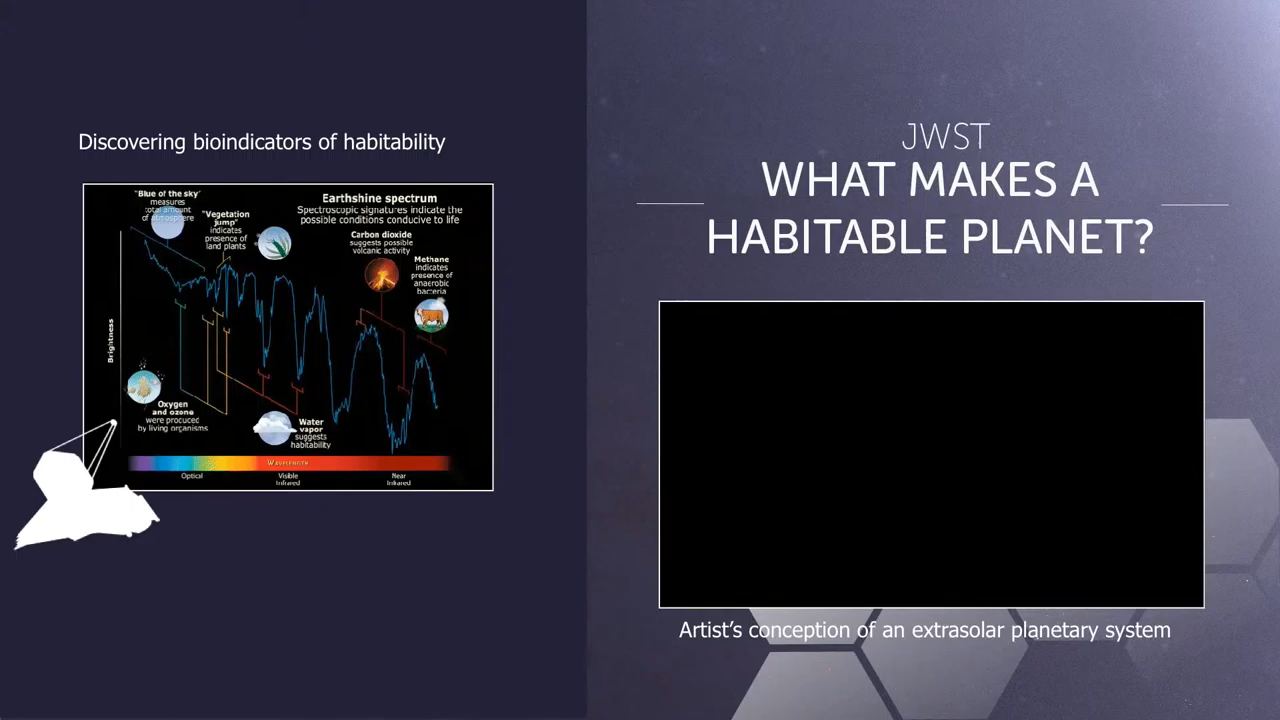 Discovering bioindicators of habitability
"Blue of the sky"
measures
total amount
of atmosphere
"Vegetation
jump"
indicates
presence of
land plants
Earthshine spectrum
Spectroscopic signatures indicate the
possible conditions conducive to life
Carbon dioxide
suggests possible
volcanic activity
Methane
indicates
presence of
anaerobic
bacteria
Brightness
Oxygen
and ozone
were produced
by living organisms
Water
vapor
suggests
habitability
Wavelength
Optical
Visible
Infrared
Near
Infrared
JWST
WHAT MAKES A
HABITABLE PLANET?
Artist's conception of an extrasolar planetary system